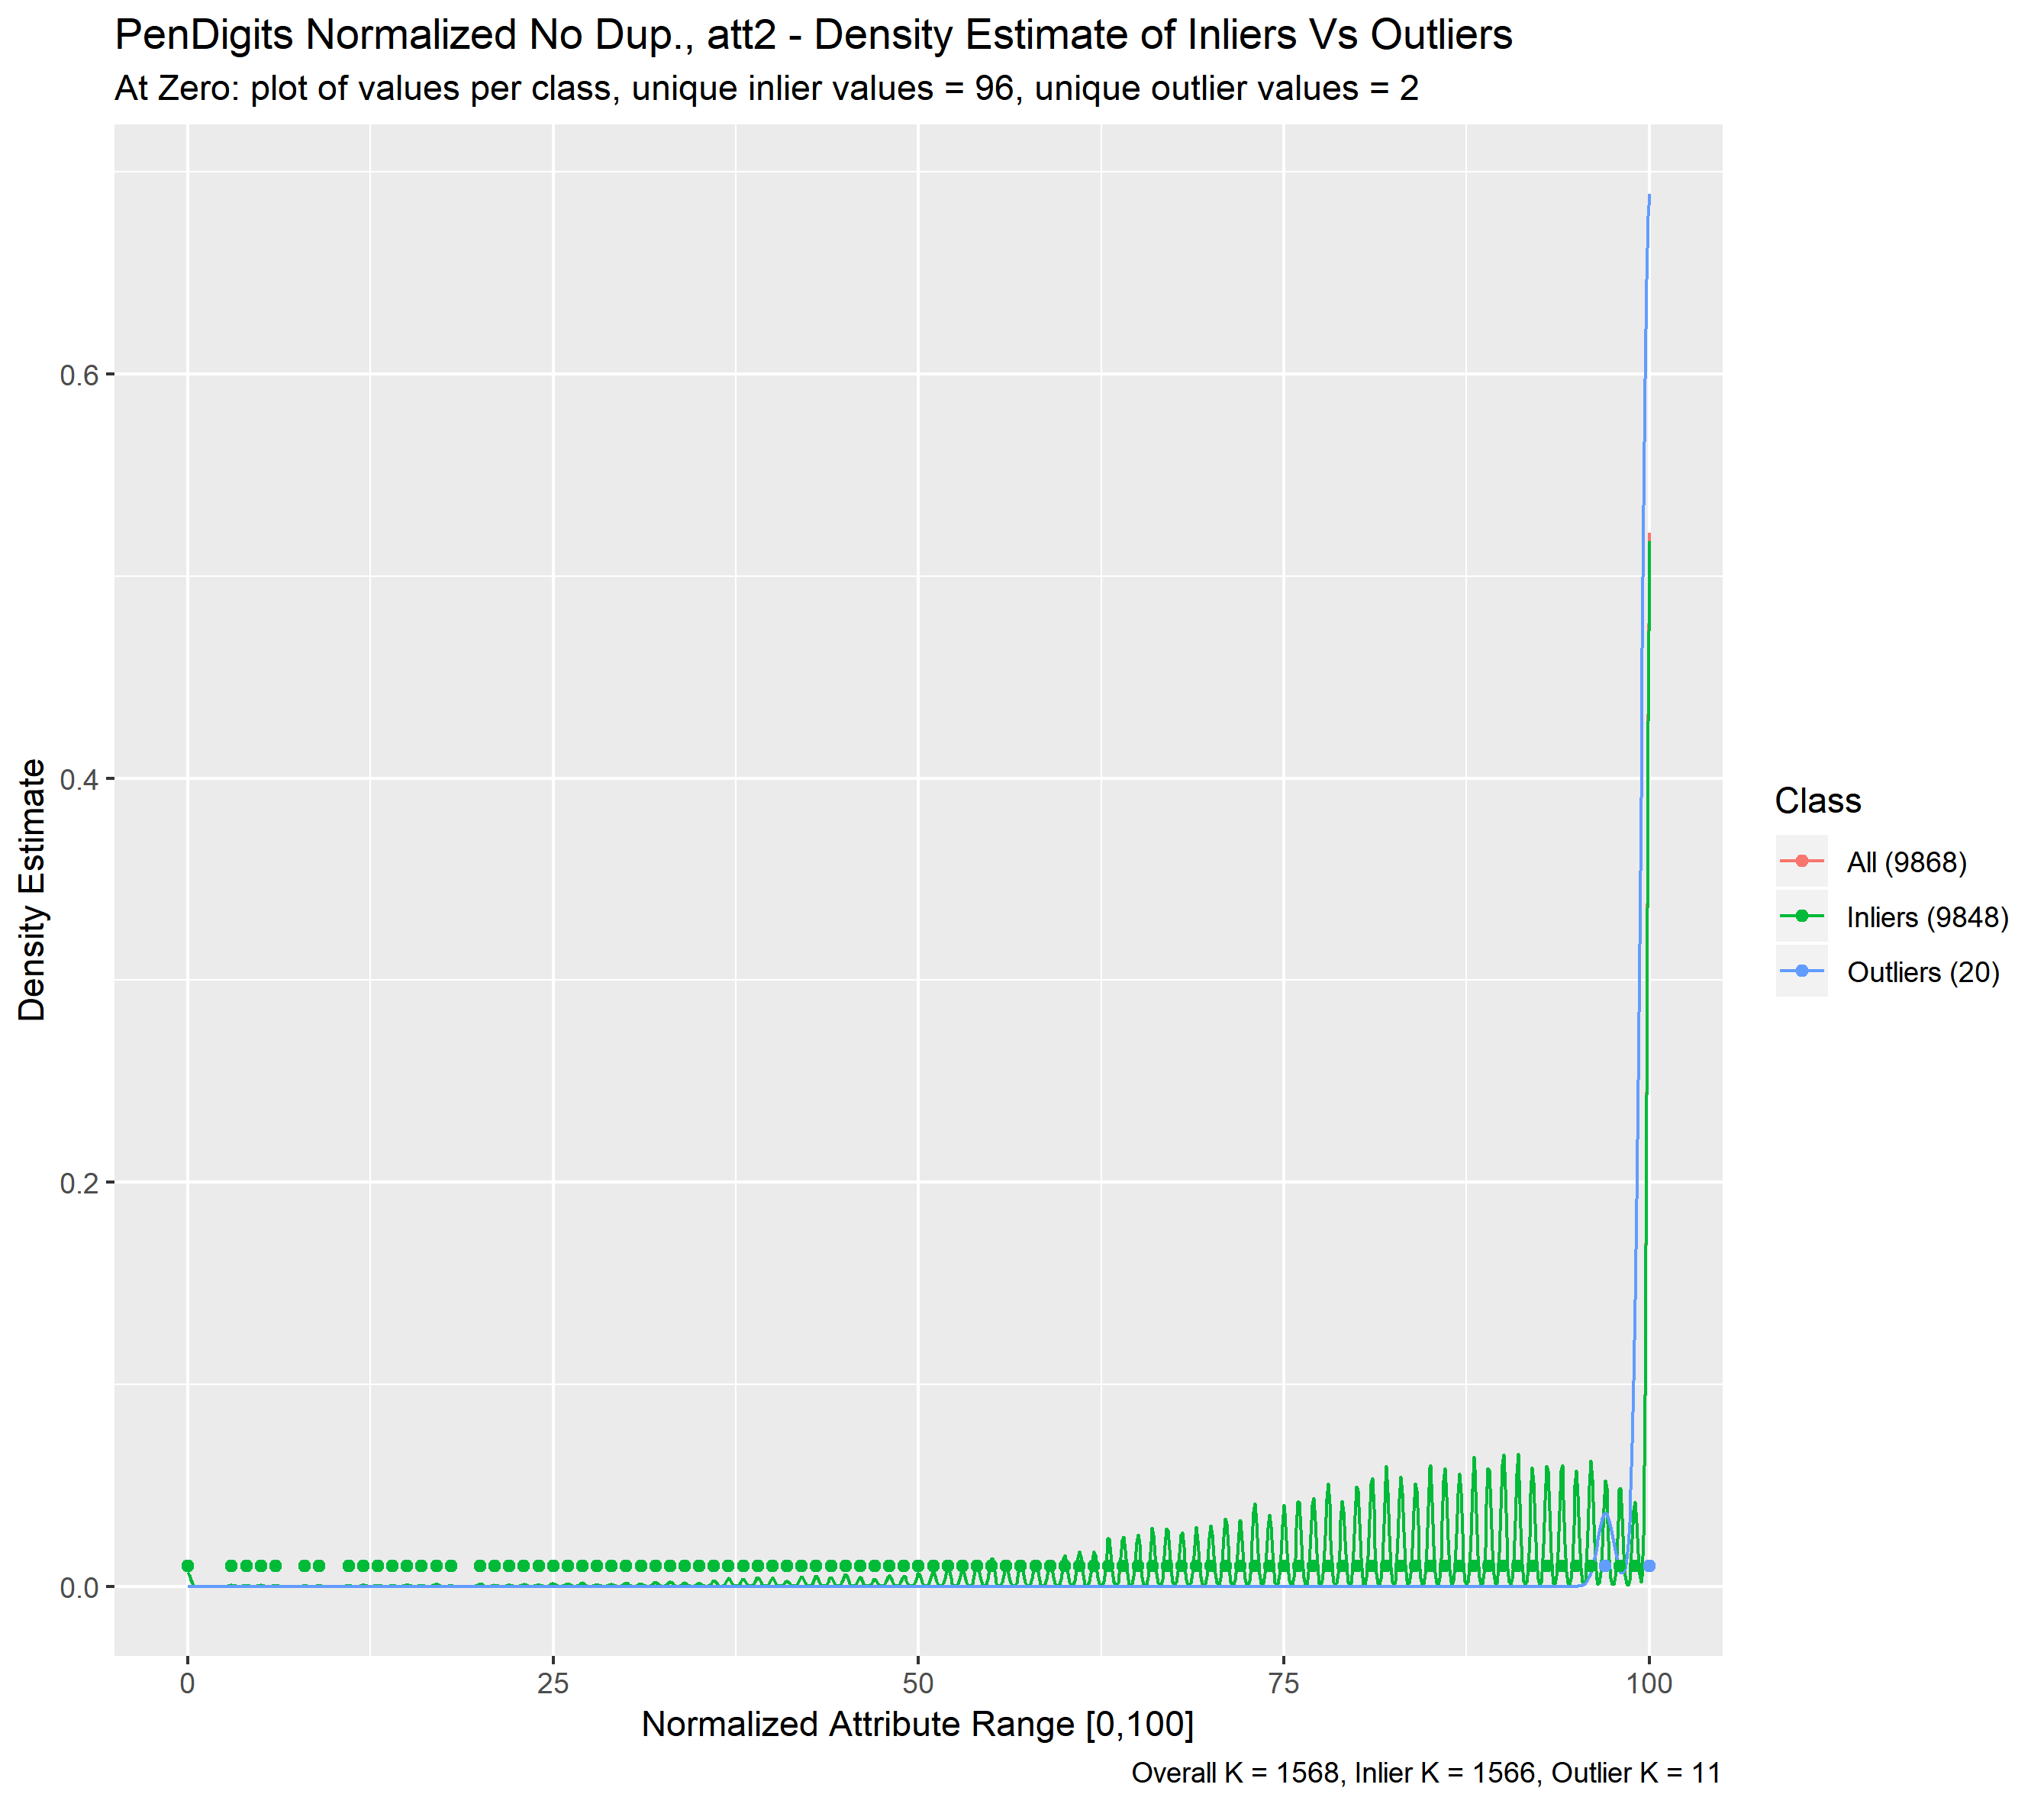 PenDigits Normalized No Dup., att2 - Density Estimate of Inliers Vs Outliers
At Zero: plot of values per class, unique inlier values = 96, unique outlier values = 2
Density Estimate
0.6
0.4
0.2
0.0
0 25 50 75 100
Normalized Attribute Range [0,100]
Class
All (9868)
Inliers (9848)
Outliers (20)
Overall K = 1568, Inlier K = 1566, Outlier K = 11